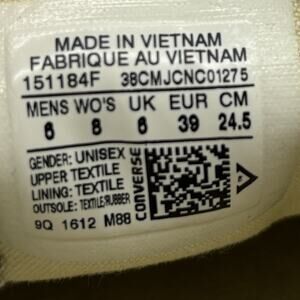 MADE IN VIETNAM
FABRIQUE AU VIETNAM
151184F 38CMJCNC01275
MENS WO'S UK EUR CM
6 8 6 39 24.5
GENDER: UNISEX
UPPER TEXTILE
LINING: TEXTILE
OUTSOLE: TEXTILE/RUBBER
9Q 1612 M88
CONVERSE